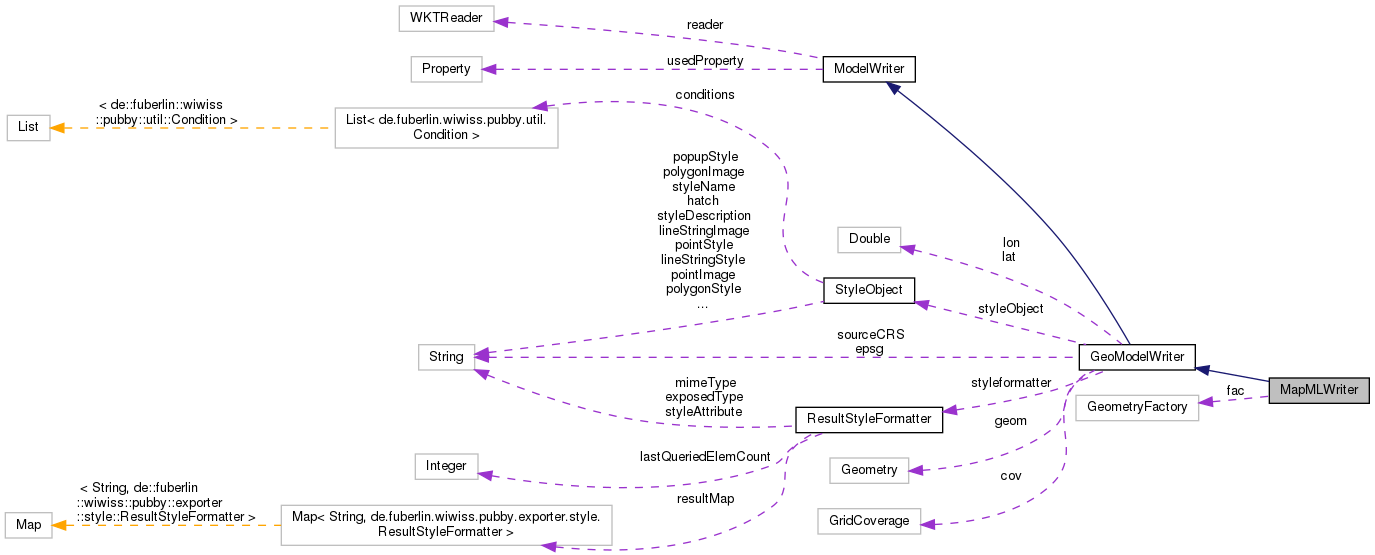 WKTReader
reader
Property
usedProperty
ModelWriter
< de::fuberlin::wiwiss
::pubby::util::Condition >
List
List< de.fuberlin.wiwiss.pubby.util.
Condition >
conditions
popupStyle
polygonImage
styleName
hatch
styleDescription
lineStringImage
pointStyle
lineStringStyle
pointImage
polygonStyle
...
Double
lon
lat
StyleObject
styleObject
String
sourceCRS
epsg
GeoModelWriter
MapMLWriter
fac
GeometryFactory
mimeType
exposedType
styleAttribute
ResultStyleFormatter
styleformatter
geom
Integer
lastQueriedElemCount
Geometry
cov
< String, de::fuberlin
::wiwiss::pubby::exporter
::style::ResultStyleFormatter >
Map
Map< String, de.fuberlin.wiwiss.pubby.exporter.style.
ResultStyleFormatter >
resultMap
GridCoverage